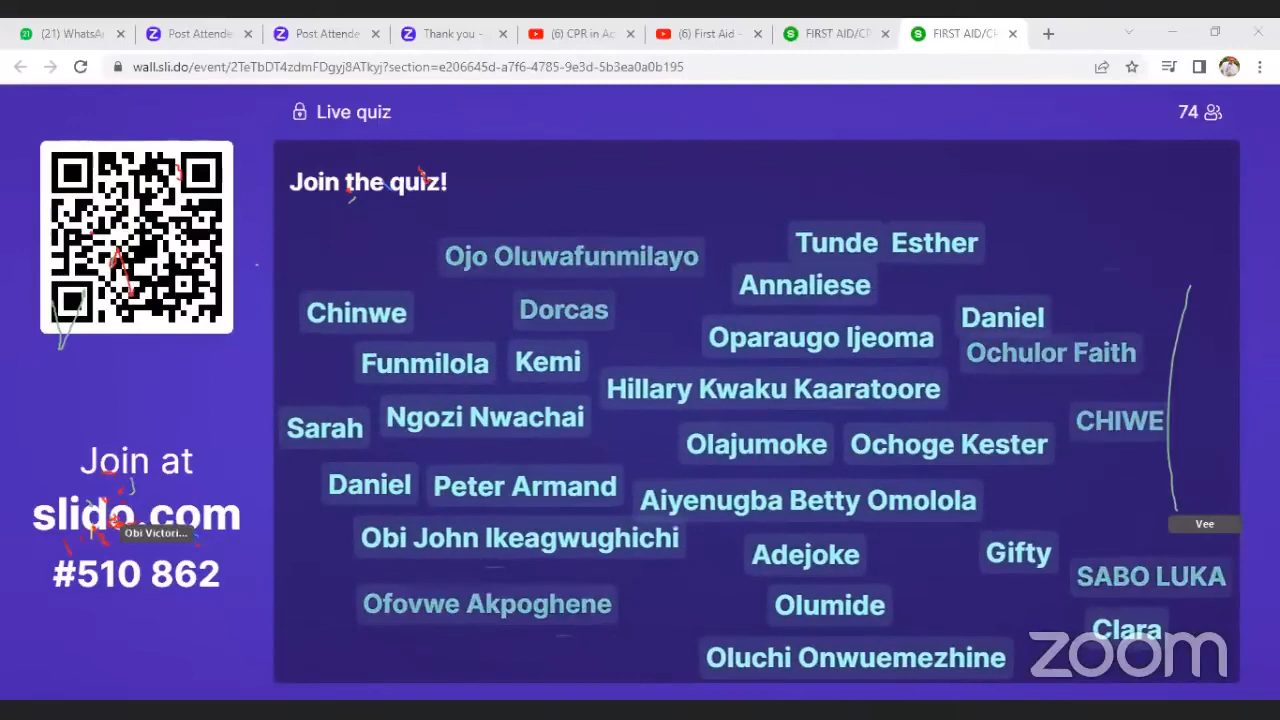 (21) WhatsA
Post Attende
Post Attende
Thank you -
(6) CPR in Ac
(6) First Aid -
FIRST AID/CP
FIRST AID/CP
wall.sli.do/event/2TeTbDT4zdmFDgyj8ATkyj?section=e206645d-a7f6-4785-9e3d-5b3ea0a0b195
Live quiz
74
Join the quiz!
Tunde Esther
Ojo Oluwafunmilayo
Annaliese
Chinwe
Dorcas
Daniel
Oparaugo Ijeoma
Ochulor Faith
Funmilola
Kemi
Hillary Kwaku Kaaratoore
Ngozi Nwachai
CHIWE
Sarah
Olajumoke
Ochoge Kester
Daniel
Peter Armand
Aiyenugba Betty Omolola
Obi John Ikeagwughichi
Adejoke
Gifty
SABO LUKA
Ofovwe Akpoghene
Olumide
Clara
Oluchi Onwuemezhine
Join at
slido.com
Obi Victori...
#510 862
Vee
zoom